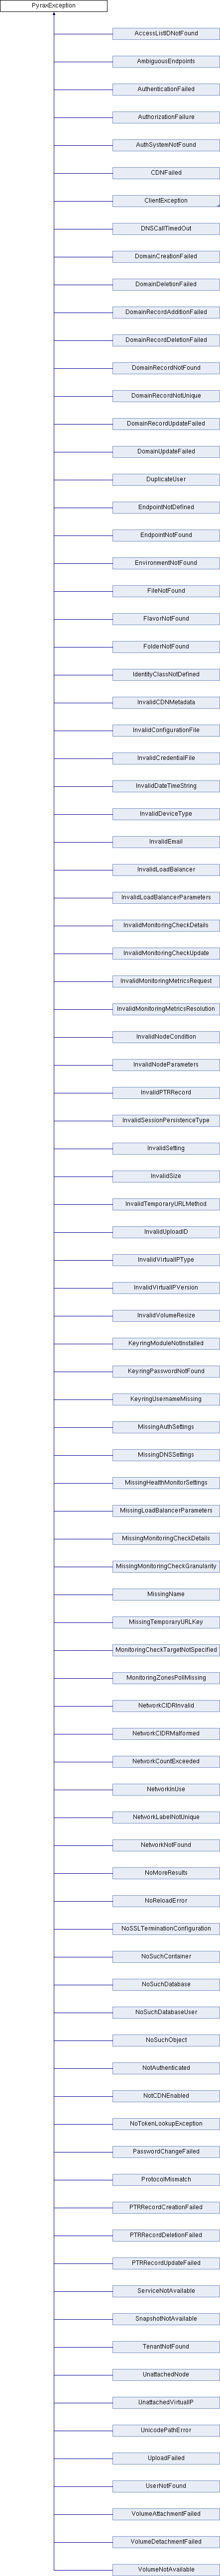 PyraxException
AccessListIDNotFound
AmbiguousEndpoints
AuthenticationFailed
AuthorizationFailure
AuthSystemNotFound
CDNFailed
ClientException
DNSCallTimedOut
DomainCreationFailed
DomainDeletionFailed
DomainRecordAdditionFailed
DomainRecordDeletionFailed
DomainRecordNotFound
DomainRecordNotUnique
DomainRecordUpdateFailed
DomainUpdateFailed
DuplicateUser
EndpointNotDefined
EndpointNotFound
EnvironmentNotFound
FileNotFound
FlavorNotFound
FolderNotFound
IdentityClassNotDefined
InvalidCDNMetadata
InvalidConfigurationFile
InvalidCredentialFile
InvalidDateTimeString
InvalidDeviceType
InvalidEmail
InvalidLoadBalancer
InvalidLoadBalancerParameters
InvalidMonitoringCheckDetails
InvalidMonitoringCheckUpdate
InvalidMonitoringMetricsRequest
InvalidMonitoringMetricsResolution
InvalidNodeCondition
InvalidNodeParameters
InvalidPTRRecord
InvalidSessionPersistenceType
InvalidSetting
InvalidSize
InvalidTemporaryURLMethod
InvalidUploadID
InvalidVirtualIPType
InvalidVirtualIPVersion
InvalidVolumeResize
KeyringModuleNotInstalled
KeyringPasswordNotFound
KeyringUsernameMissing
MissingAuthSettings
MissingDNSSettings
MissingHealthMonitorSettings
MissingLoadBalancerParameters
MissingMonitoringCheckDetails
MissingMonitoringCheckGranularity
MissingName
MissingTemporaryURLKey
MonitoringCheckTargetNotSpecified
MonitoringZonesPollMissing
NetworkCIDRInvalid
NetworkCIDRMalformed
NetworkCountExceeded
NetworkInUse
NetworkLabelNotUnique
NetworkNotFound
NoMoreResults
NoReloadError
NoSSLTerminationConfiguration
NoSuchContainer
NoSuchDatabase
NoSuchDatabaseUser
NoSuchObject
NotAuthenticated
NotCDNEnabled
NoTokenLookupException
PasswordChangeFailed
ProtocolMismatch
PTRRecordCreationFailed
PTRRecordDeletionFailed
PTRRecordUpdateFailed
ServiceNotAvailable
SnapshotNotAvailable
TenantNotFound
UnattachedNode
UnattachedVirtualIP
UnicodePathError
UploadFailed
UserNotFound
VolumeAttachmentFailed
VolumeDetachmentFailed
VolumeNotAvailable